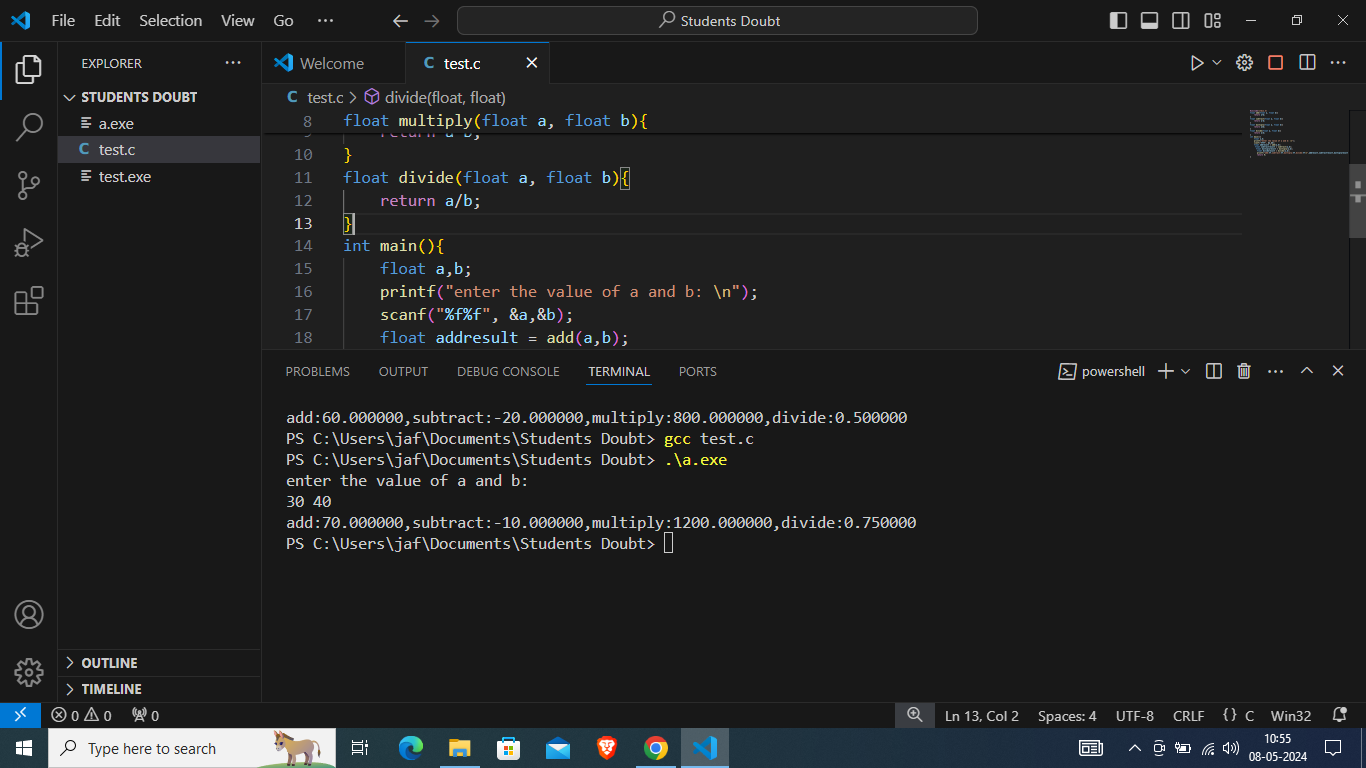 File Edit Selection View Go ··· Students Doubt
EXPLORER ···
STUDENTS DOUBT
a.exe
C test.c
test.exe
OUTLINE
TIMELINE
Welcome C test.c
C test.c > divide(float, float)
8 float multiply(float a, float b){
10 }
11 float divide(float a, float b){
12 return a/b;
13 }
14 int main(){
15 float a,b;
16 printf("enter the value of a and b: \n");
17 scanf("%f%f", &a,&b);
18 float addresult = add(a,b);
PROBLEMS OUTPUT DEBUG CONSOLE TERMINAL PORTS powershell
add:60.000000,subtract:-20.000000,multiply:800.000000,divide:0.500000
PS C:\Users\jaf\Documents\Students Doubt> gcc test.c
PS C:\Users\jaf\Documents\Students Doubt> .\a.exe
enter the value of a and b:
30 40
add:70.000000,subtract:-10.000000,multiply:1200.000000,divide:0.750000
PS C:\Users\jaf\Documents\Students Doubt>
0 0 0 Ln 13, Col 2 Spaces: 4 UTF-8 CRLF {} C Win32
Type here to search 10:55
08-05-2024